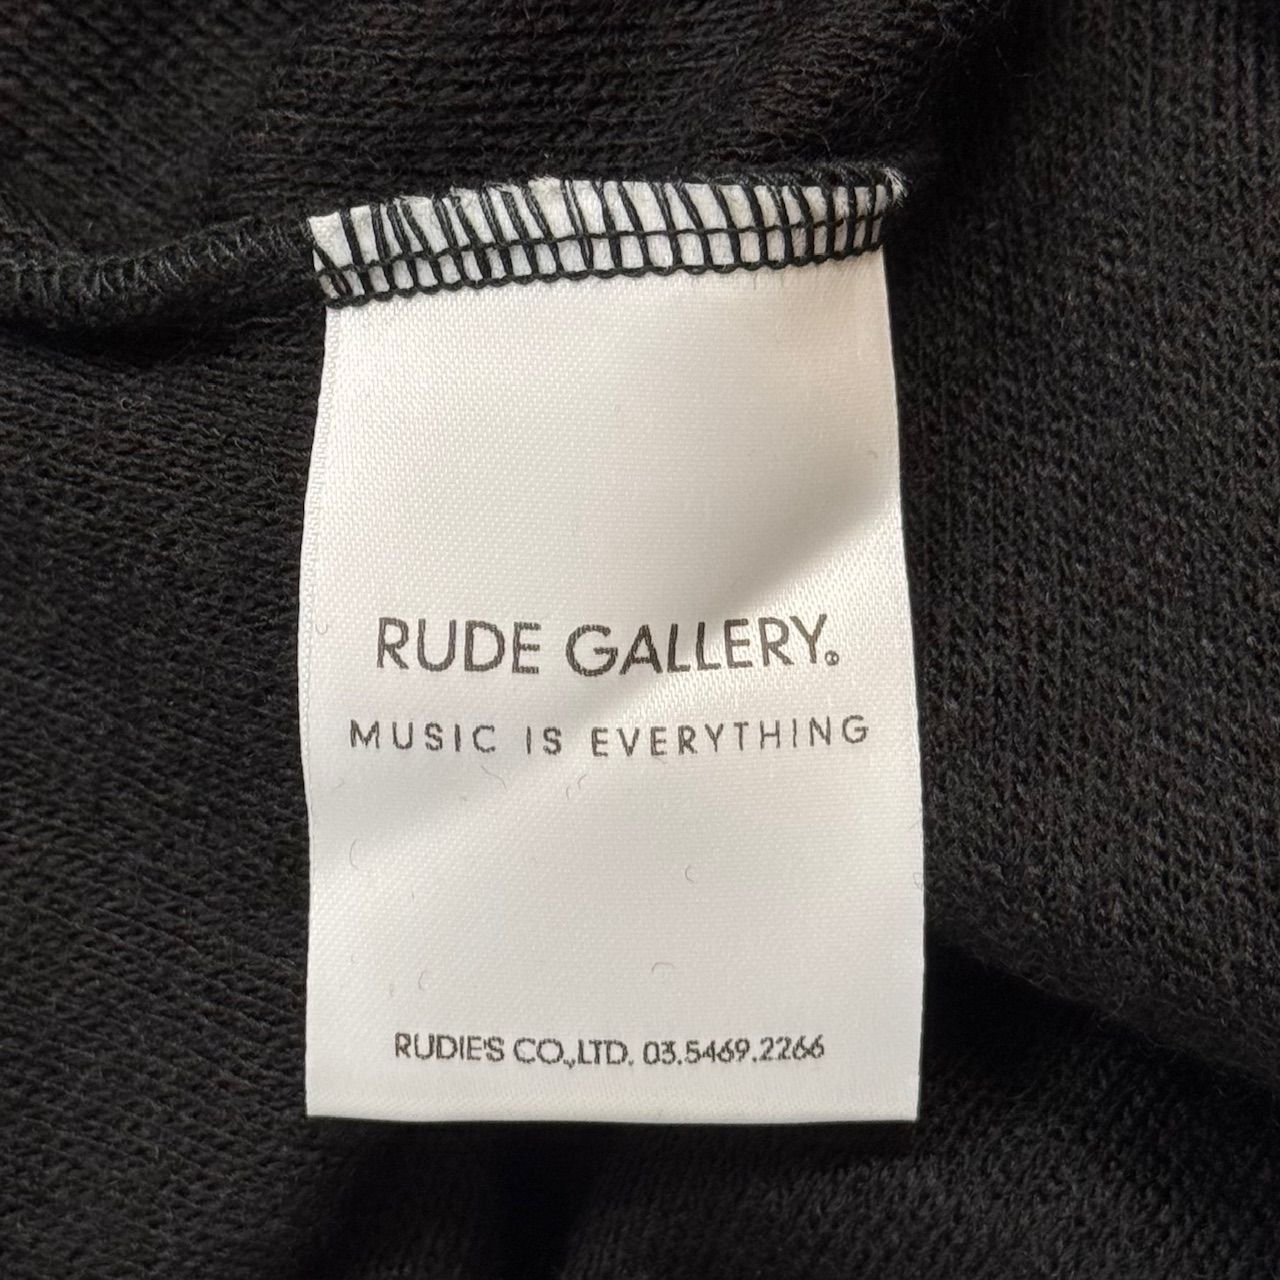 RUDE GALLERY®
MUSIC IS EVERYTHING
RUDIE'S CO.,LTD. 03.5469.2266